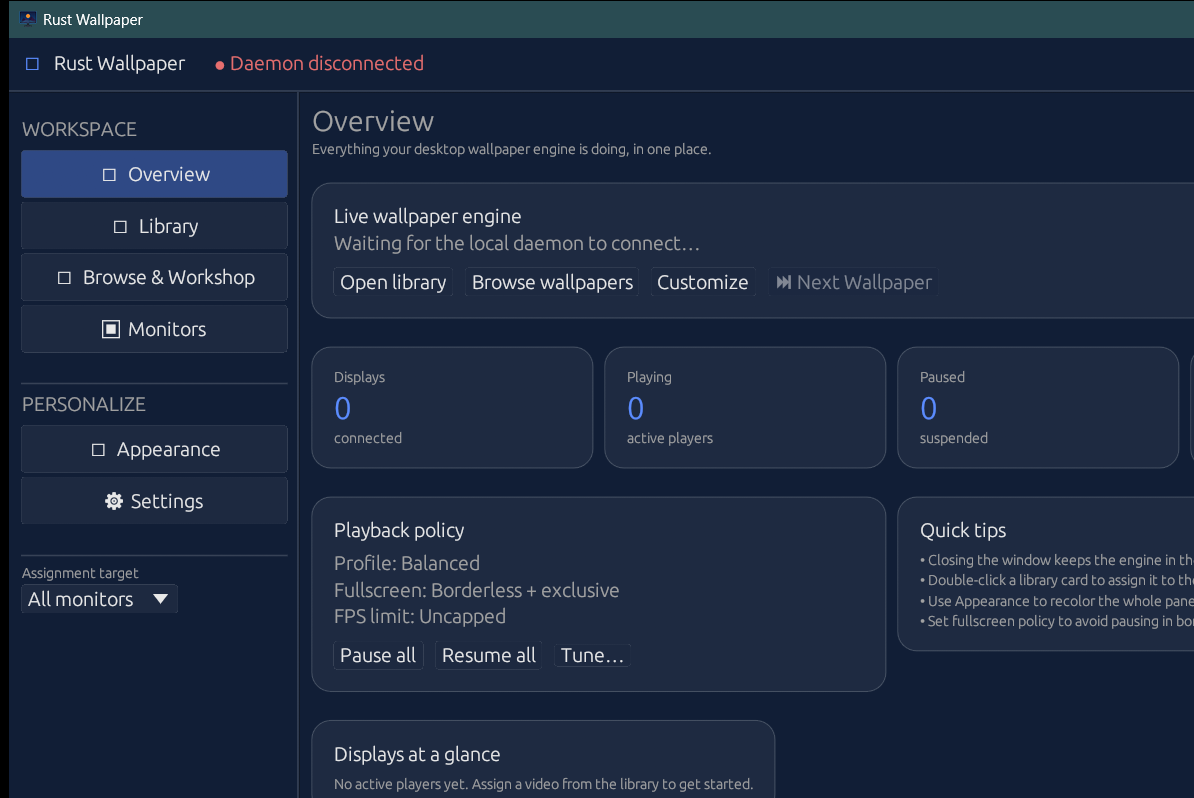 Rust Wallpaper
Rust Wallpaper
● Daemon disconnected
WORKSPACE
Overview
Library
Browse & Workshop
Monitors
PERSONALIZE
Appearance
Settings
Assignment target
All monitors
Overview
Everything your desktop wallpaper engine is doing, in one place.
Live wallpaper engine
Waiting for the local daemon to connect...
Open library Browse wallpapers Customize Next Wallpaper
Displays
0
connected
Playing
0
active players
Paused
0
suspended
Playback policy
Profile: Balanced
Fullscreen: Borderless + exclusive
FPS limit: Uncapped
Pause all Resume all Tune...
Quick tips
• Closing the window keeps the engine in
• Double-click a library card to assign it to
• Use Appearance to recolor the whole
• Set fullscreen policy to avoid pausing in
Displays at a glance
No active players yet. Assign a video from the library to get started.